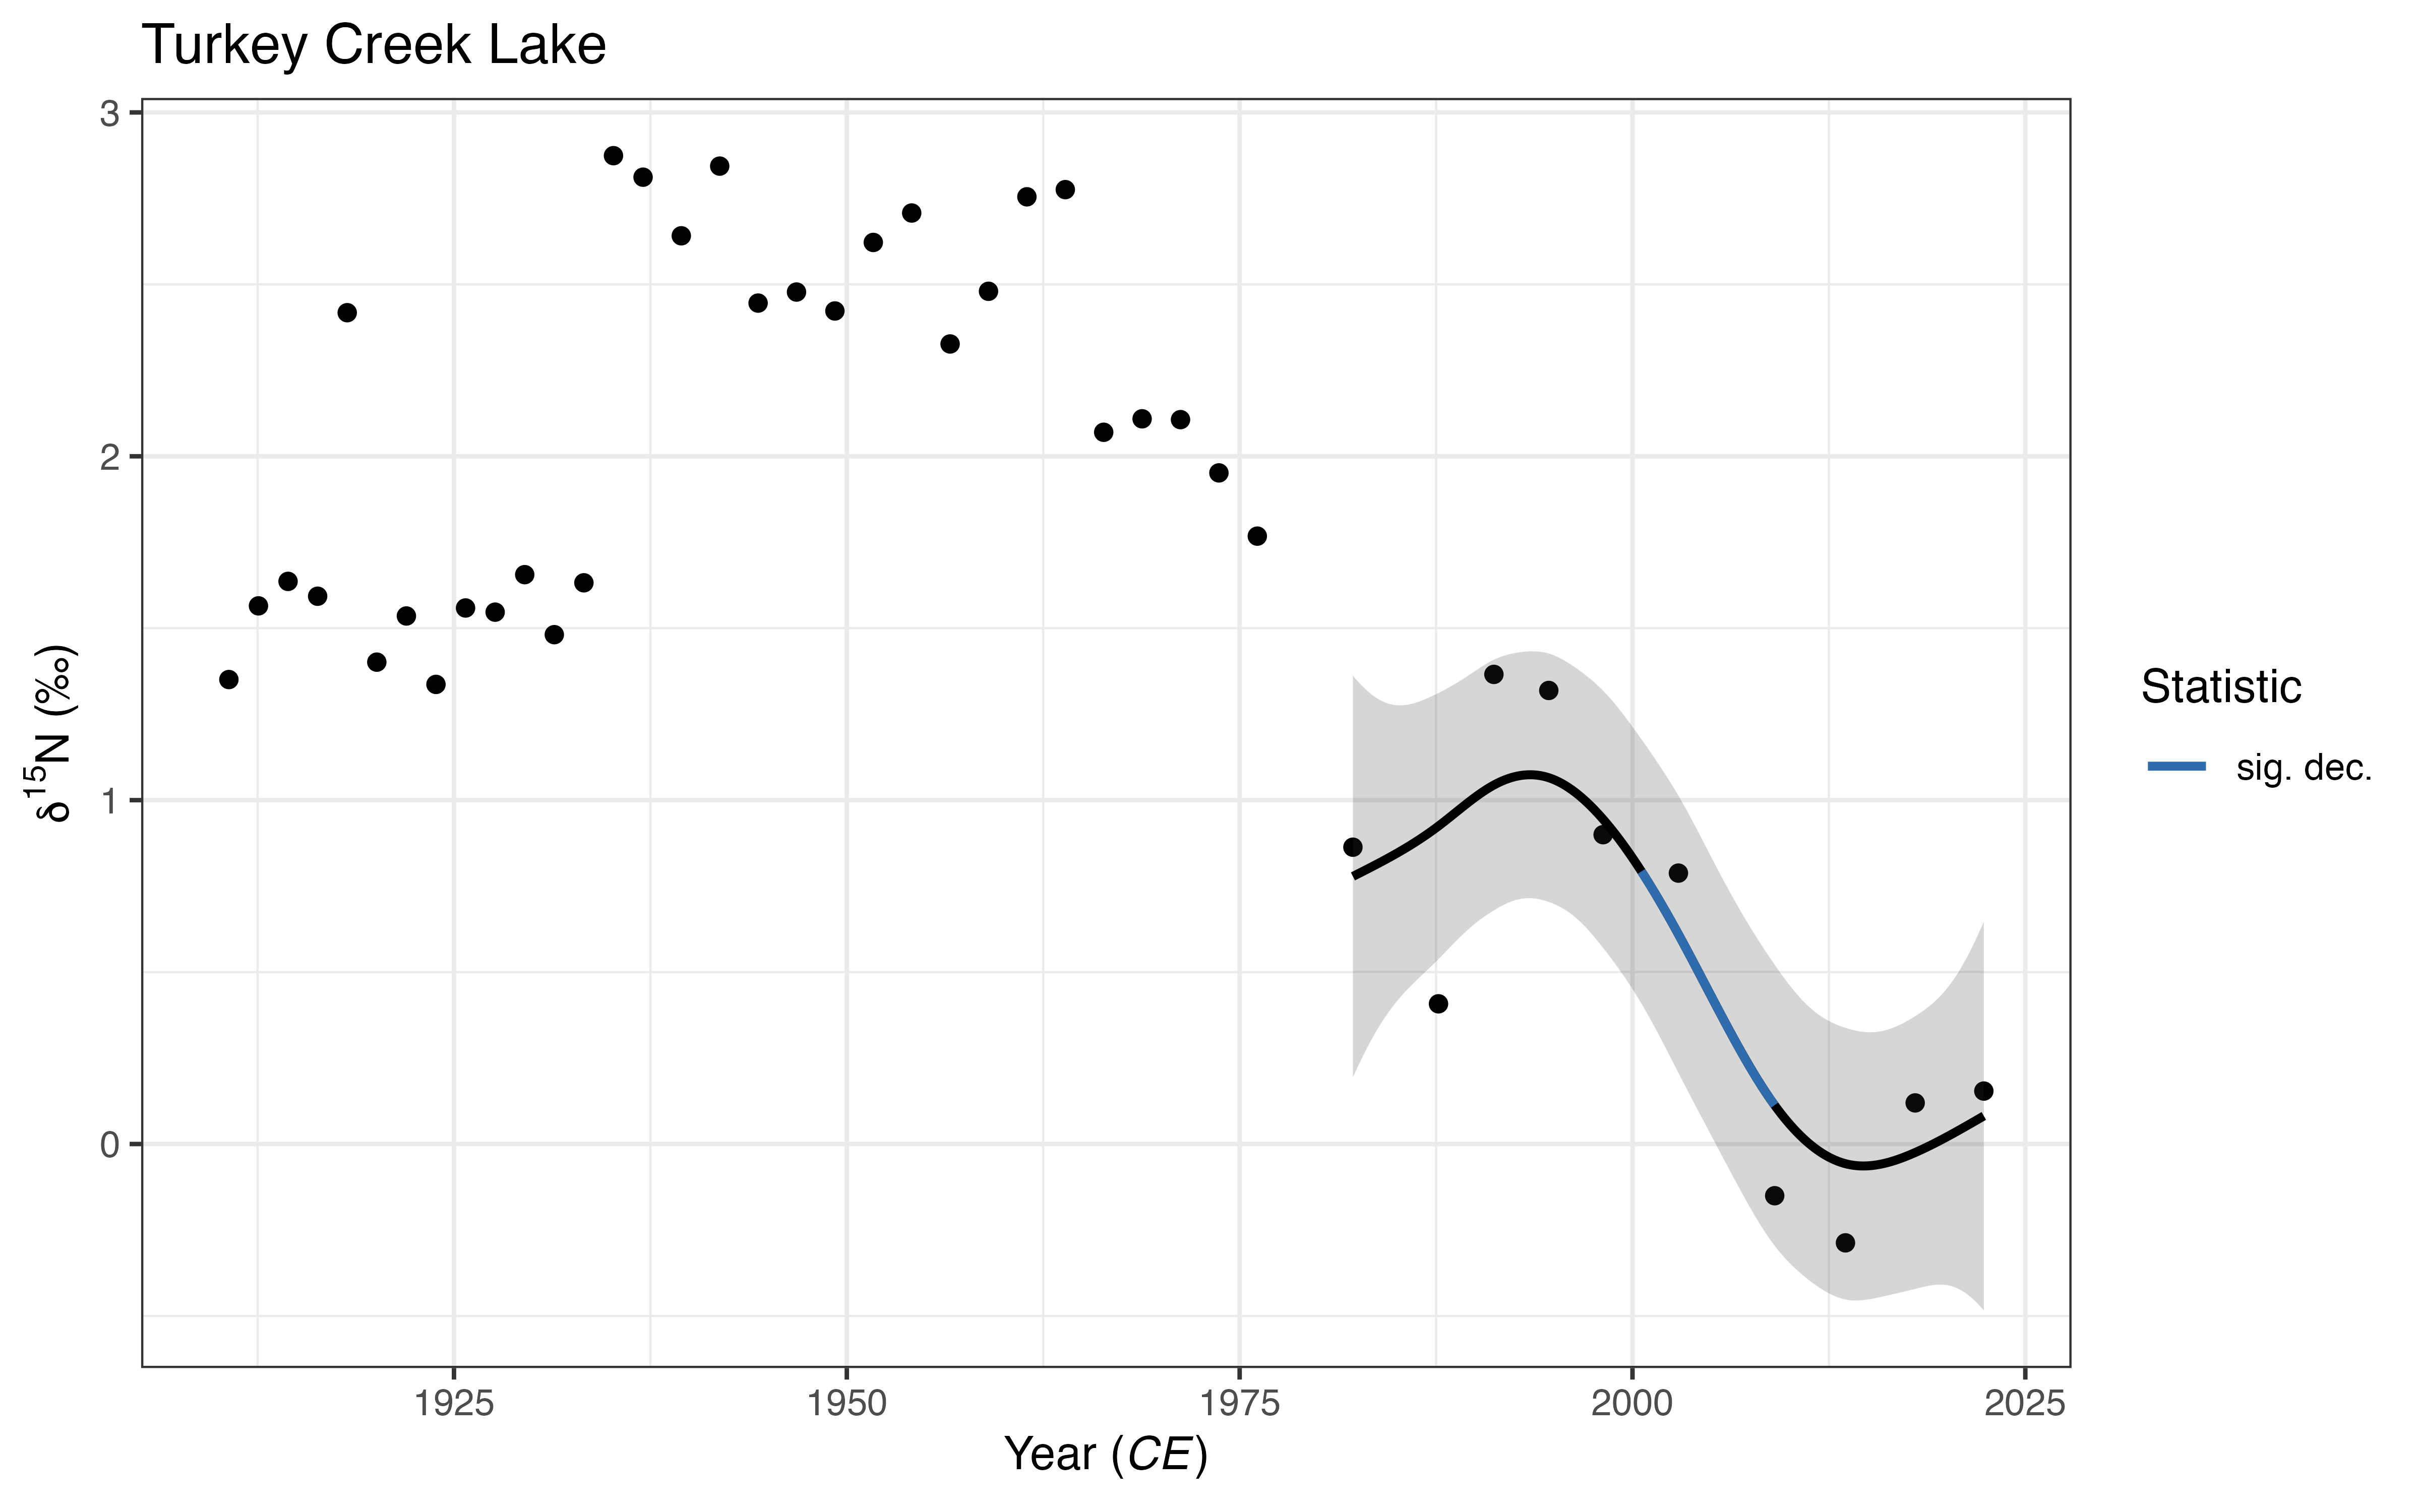 Turkey Creek Lake
3
2
1
0
δ15N (‰)
1925 1950 1975 2000 2025
Year (CE)
Statistic
sig. dec.